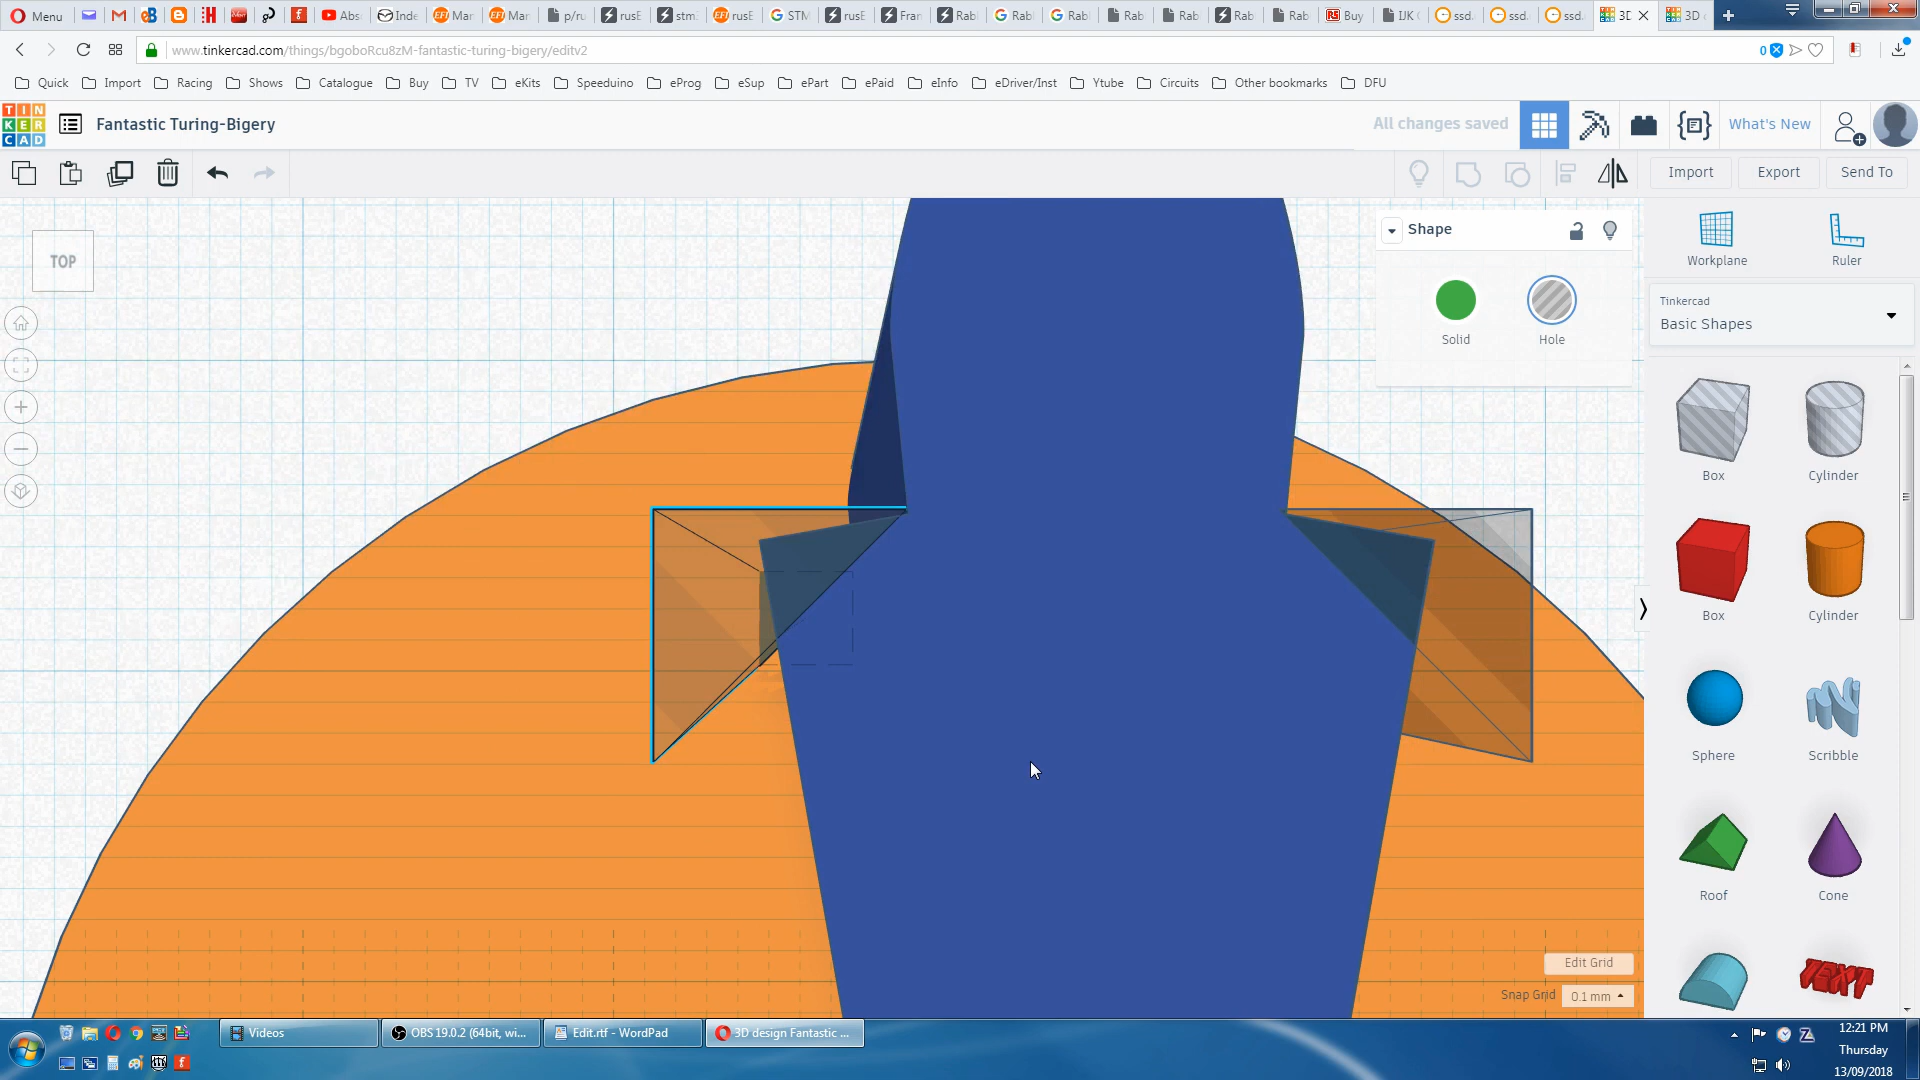 Menu
Abs
Inde
Mar
Mar
p/ru
rusE
stm
rusE
STM
rusE
Fran
Rabl
Rabl
Rabl
Rab
Rab
Rab
Rab
Buy
IJK (
ssd.
ssd.
ssd.
3D
3D
www.tinkercad.com/things/bgoboRcu8zM-fantastic-turing-bigery/editv2
0
Quick Import Racing Shows Catalogue Buy TV eKits Speeduino eProg eSup ePart ePaid eInfo eDriver/Inst Ytube Circuits Other bookmarks DFU
TIN
KER
CAD
Fantastic Turing-Bigery
All changes saved
What's New
Import Export Send To
TOP
Shape
Solid Hole
Workplane Ruler
Tinkercad
Basic Shapes
Box Cylinder
Box Cylinder
Sphere Scribble
Roof Cone
TEXT
Edit Grid
Snap Grid 0.1 mm
Videos
OBS 19.0.2 (64bit, wi...
Edit.rtf - WordPad
3D design Fantastic ...
12:21 PM
Thursday
13/09/2018